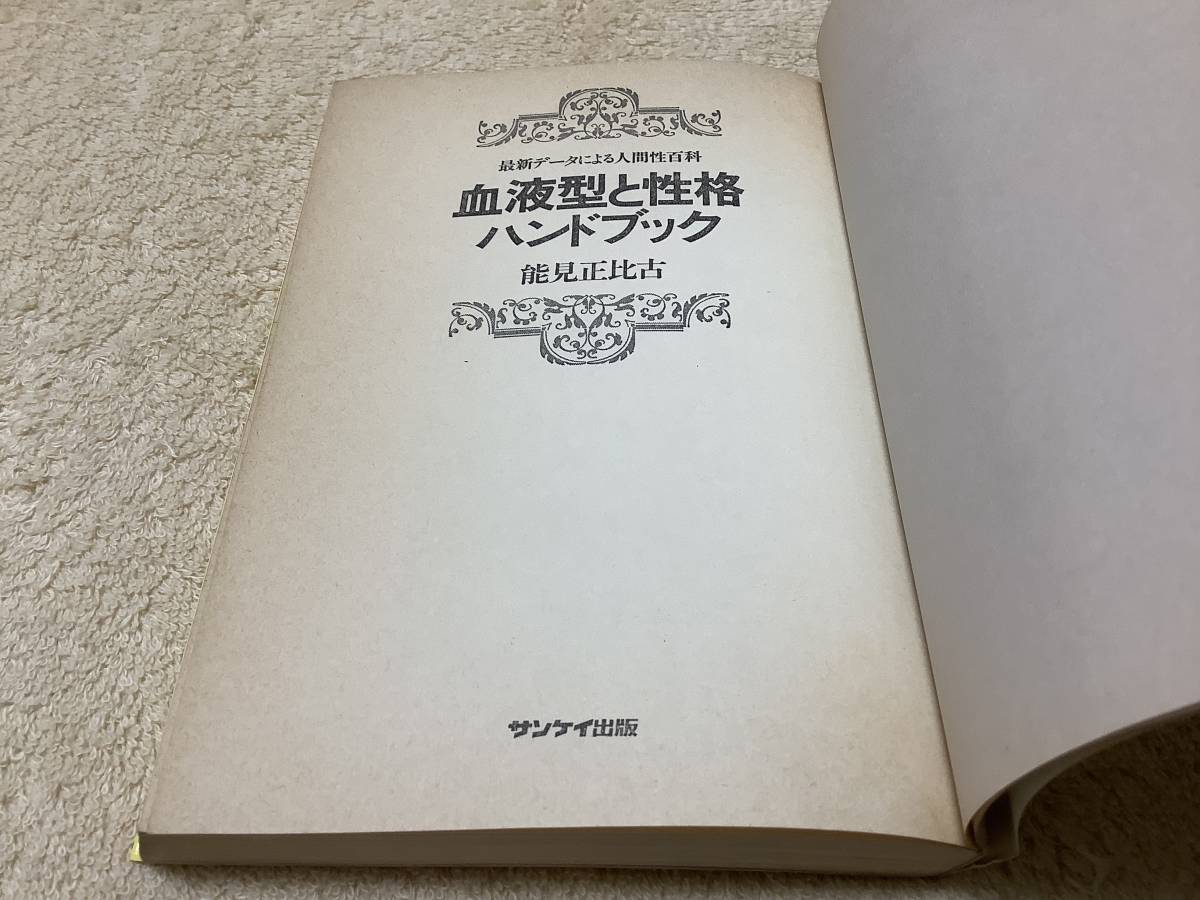 最新データによる人間性百科
血液型と性格
ハンドブック
能見正比古
サンケイ出版